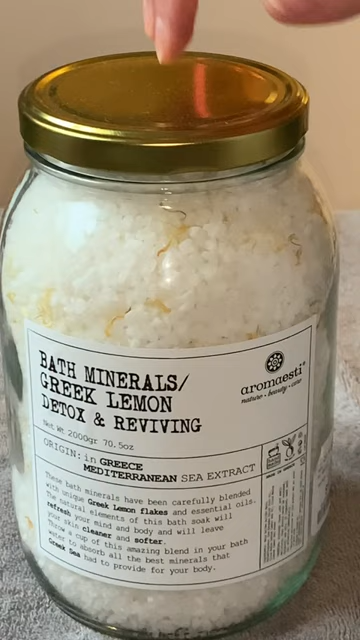 BATH MINERALS/
GREEK LEMON
DETOX & REVIVING
Net Wt 2000gr 70.5oz
aromaesti
nature · beauty · care
ORIGIN: in GREECE
MEDITERRANEAN SEA EXTRACT
These bath minerals have been carefully blended
with unique Greek Lemon flakes and essential oils.
The natural elements of this bath soak will
refresh your mind and body and will leave
your skin cleaner and softer.
Throw a cup of this amazing blend in your bath
water to absorb all the best minerals that
Greek Sea had to provide for your body.